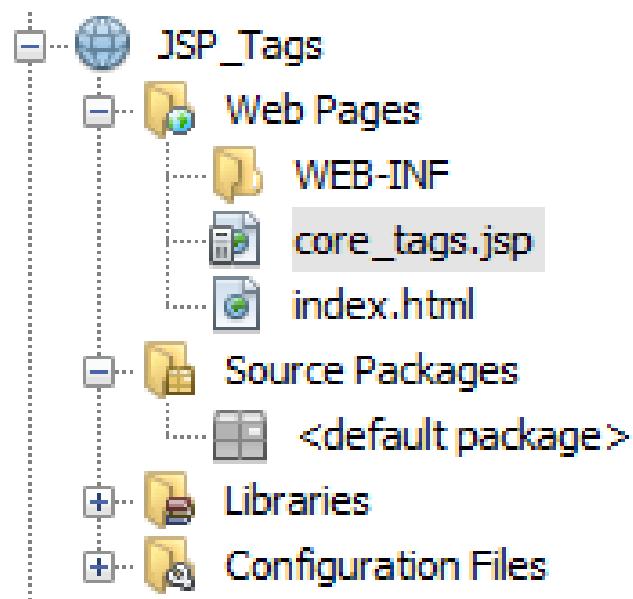 JSP_Tags
Web Pages
WEB-INF
core_tags.jsp
index.html
Source Packages
<default package>
Libraries
Configuration Files